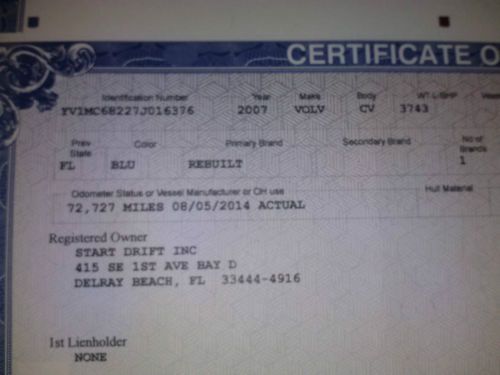 CERTIFICATE O
Identification Number Year Make Body WT-L-BHP
YV1MC68227J016376 2007 VOLV CV 3743
Prev State Color Primary Brand Secondary Brand No of Brands
FL BLU REBUILT 1
Odometer Status or Vessel Manufacturer or OH use Hull Material
72,727 MILES 08/05/2014 ACTUAL
Registered Owner
START DRIFT INC
415 SE 1ST AVE BAY D
DELRAY BEACH, FL 33444-4916
1st Lienholder
NONE